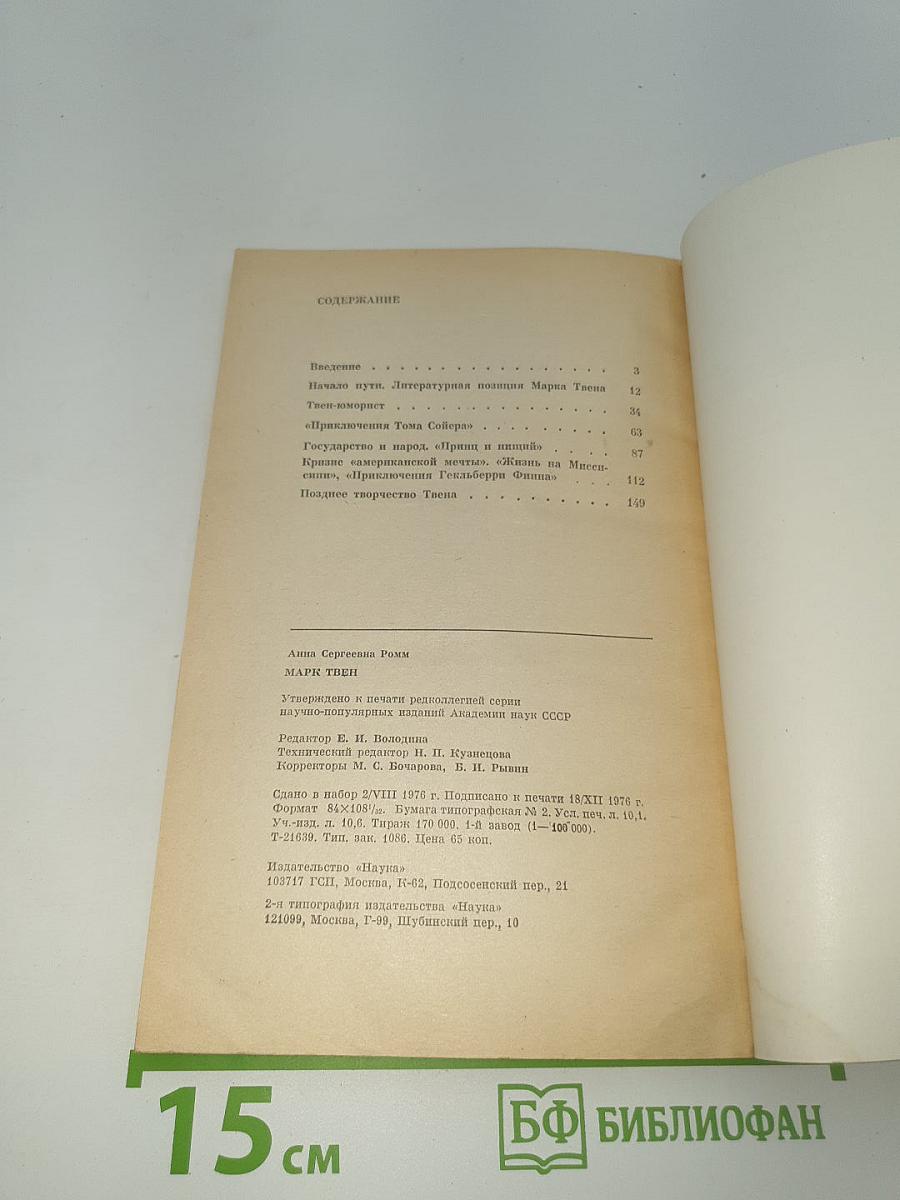 СОДЕРЖАНИЕ
Введение . . . . . . . . . . . . . . . . . 3
Начало пути. Литературная позиция Марка Твена 12
Твен-юморист . . . . . . . . . . . . . . . 34
«Приключения Тома Сойера» . . . . . . . . . 63
Государство и народ. «Принц и нищий» . . . . 87
Кризис «американской мечты». «Жизнь на Мисси-
сипи», «Приключения Гекльберри Финна» . . . 112
Позднее творчество Твена . . . . . . . . . . 149
Анна Сергеевна Ромм
МАРК ТВЕН
Утверждено к печати редколлегией серии
научно-популярных изданий Академии наук СССР
Редактор Е. И. Володина
Технический редактор Н. П. Кузнецова
Корректоры М. С. Бочарова, Б. И. Рывин
Сдано в набор 2/VIII 1976 г. Подписано к печати 18/XII 1976 г.
Формат 84×108¹/₃₂. Бумага типографская № 2. Усл. печ. л. 10,1.
Уч.-изд. л. 10,6. Тираж 170 000. 1-й завод (1—100 000).
Т-21639. Тип. зак. 1086. Цена 65 коп.
Издательство «Наука»
103717 ГСП, Москва, К-62, Подсосенский пер., 21
2-я типография издательства «Наука»
121099, Москва, Г-99, Шубинский пер., 10
15 см
БФ БИБЛИОФАН